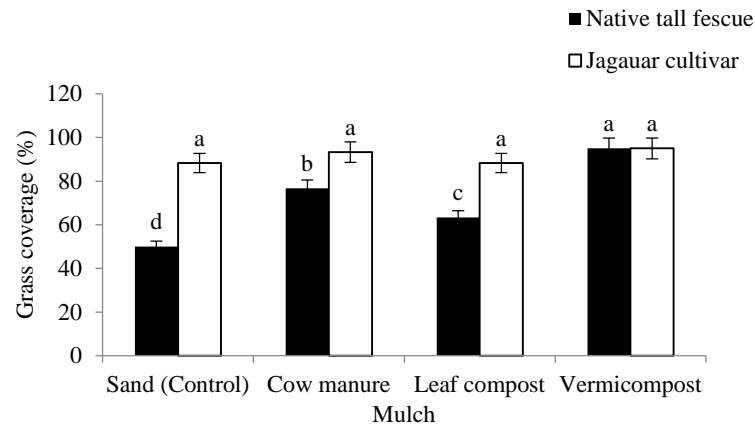 Native tall fescue
Jagauar cultivar
120
100
80
60
40
20
0
Grass coverage (%)
d
a
b
a
c
a
a
a
Sand (Control)
Cow manure
Leaf compost
Vermicompost
Mulch